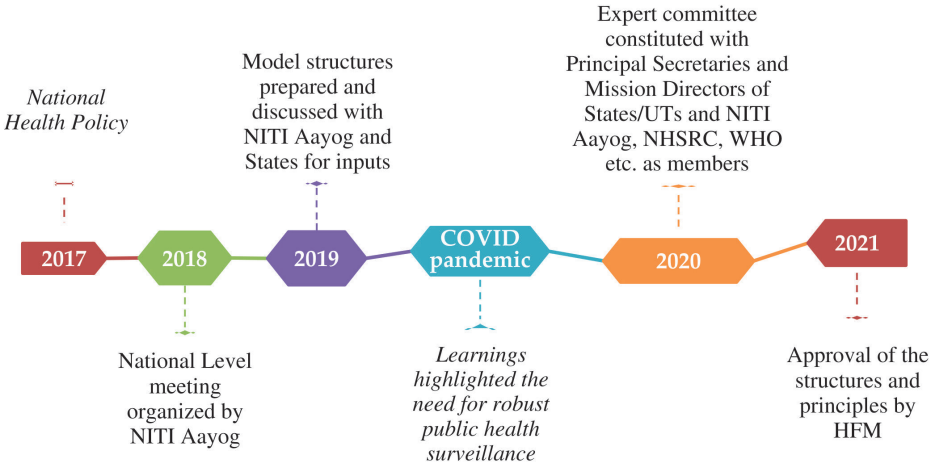 National
Health Policy
2017
2018
National Level
meeting
organized by
NITI Aayog
Model structures
prepared and
discussed with
NITI Aayog and
States for inputs
2019
COVID
pandemic
Learnings
highlighted the
need for robust
public health
surveillance
Expert committee
constituted with
Principal Secretaries and
Mission Directors of
States/UTs and NITI
Aayog, NHSRC, WHO
etc. as members
2020
2021
Approval of the
structures and
principles by
HFM